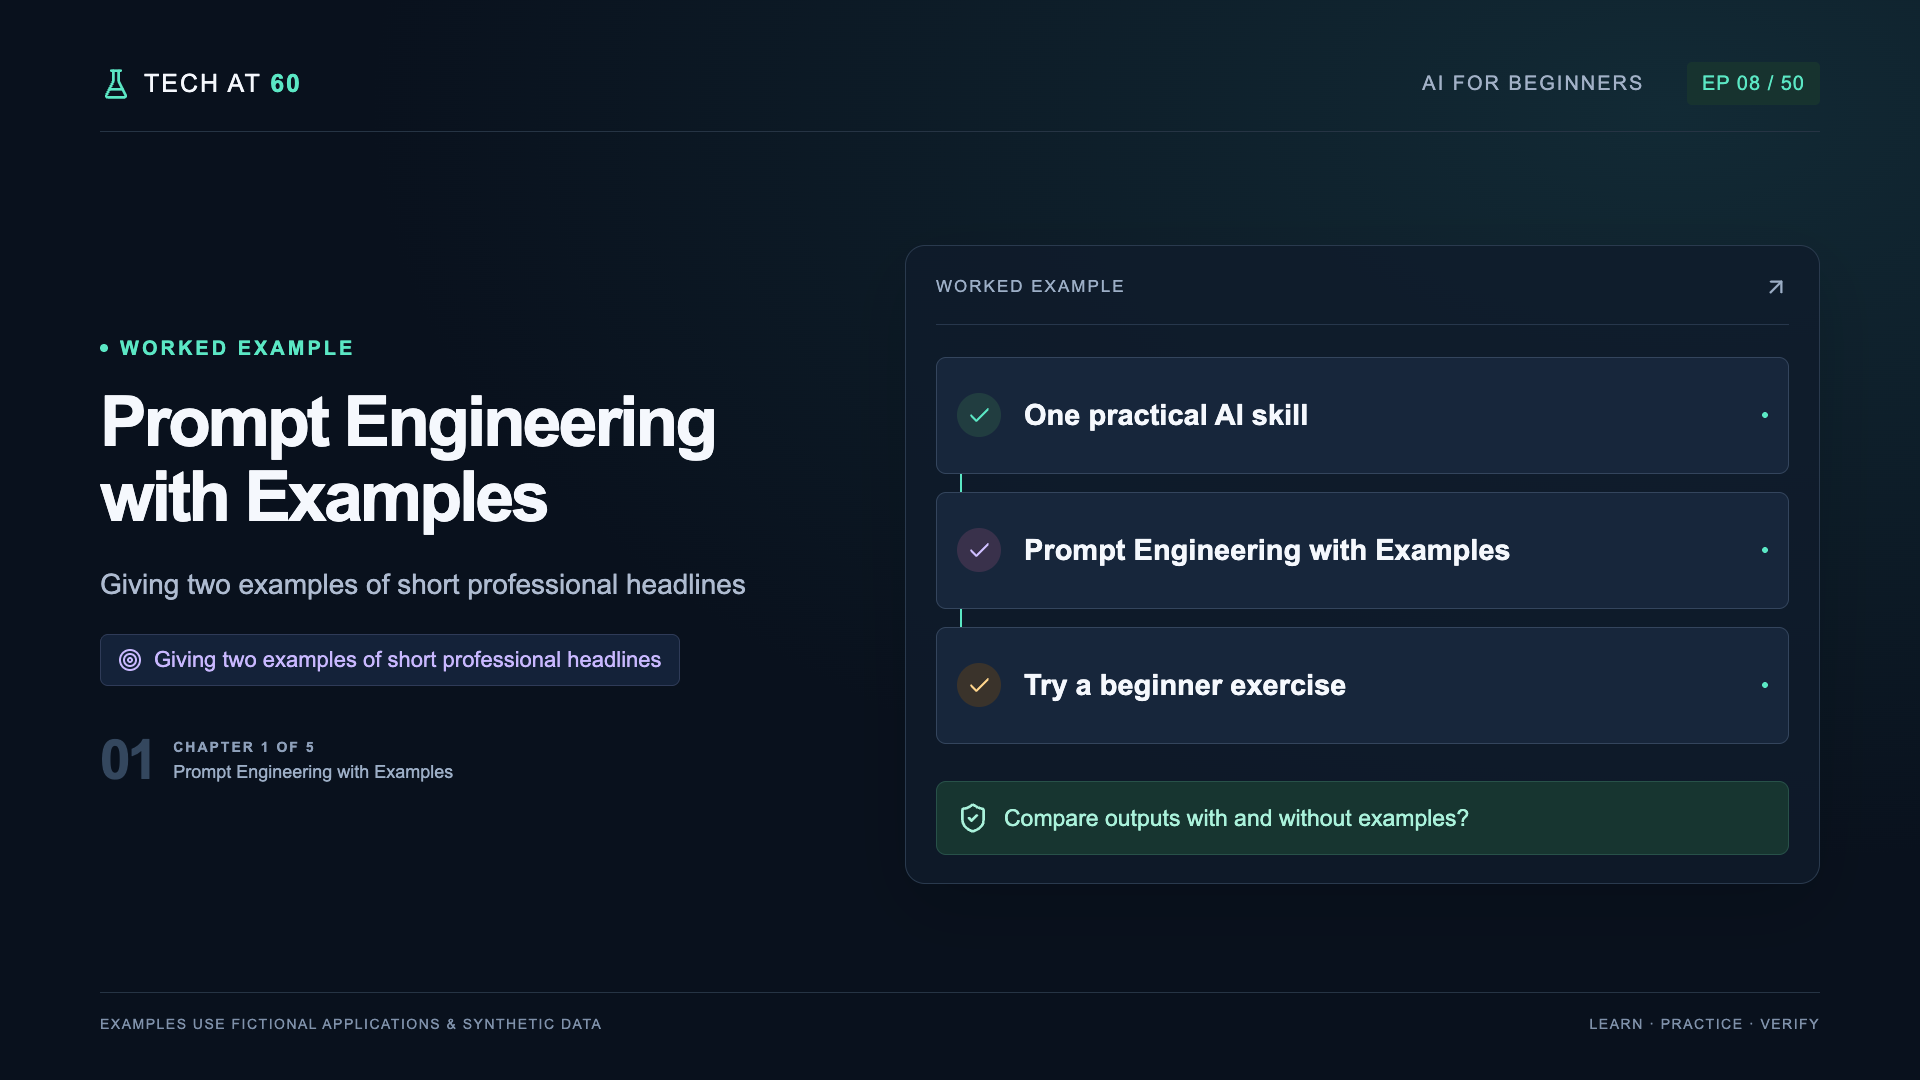 TECH AT 60
AI FOR BEGINNERS
EP 08 / 50
• WORKED EXAMPLE
Prompt Engineering
with Examples
Giving two examples of short professional headlines
Giving two examples of short professional headlines
01
CHAPTER 1 OF 5
Prompt Engineering with Examples
WORKED EXAMPLE
One practical AI skill
Prompt Engineering with Examples
Try a beginner exercise
Compare outputs with and without examples?
EXAMPLES USE FICTIONAL APPLICATIONS & SYNTHETIC DATA
LEARN · PRACTICE · VERIFY